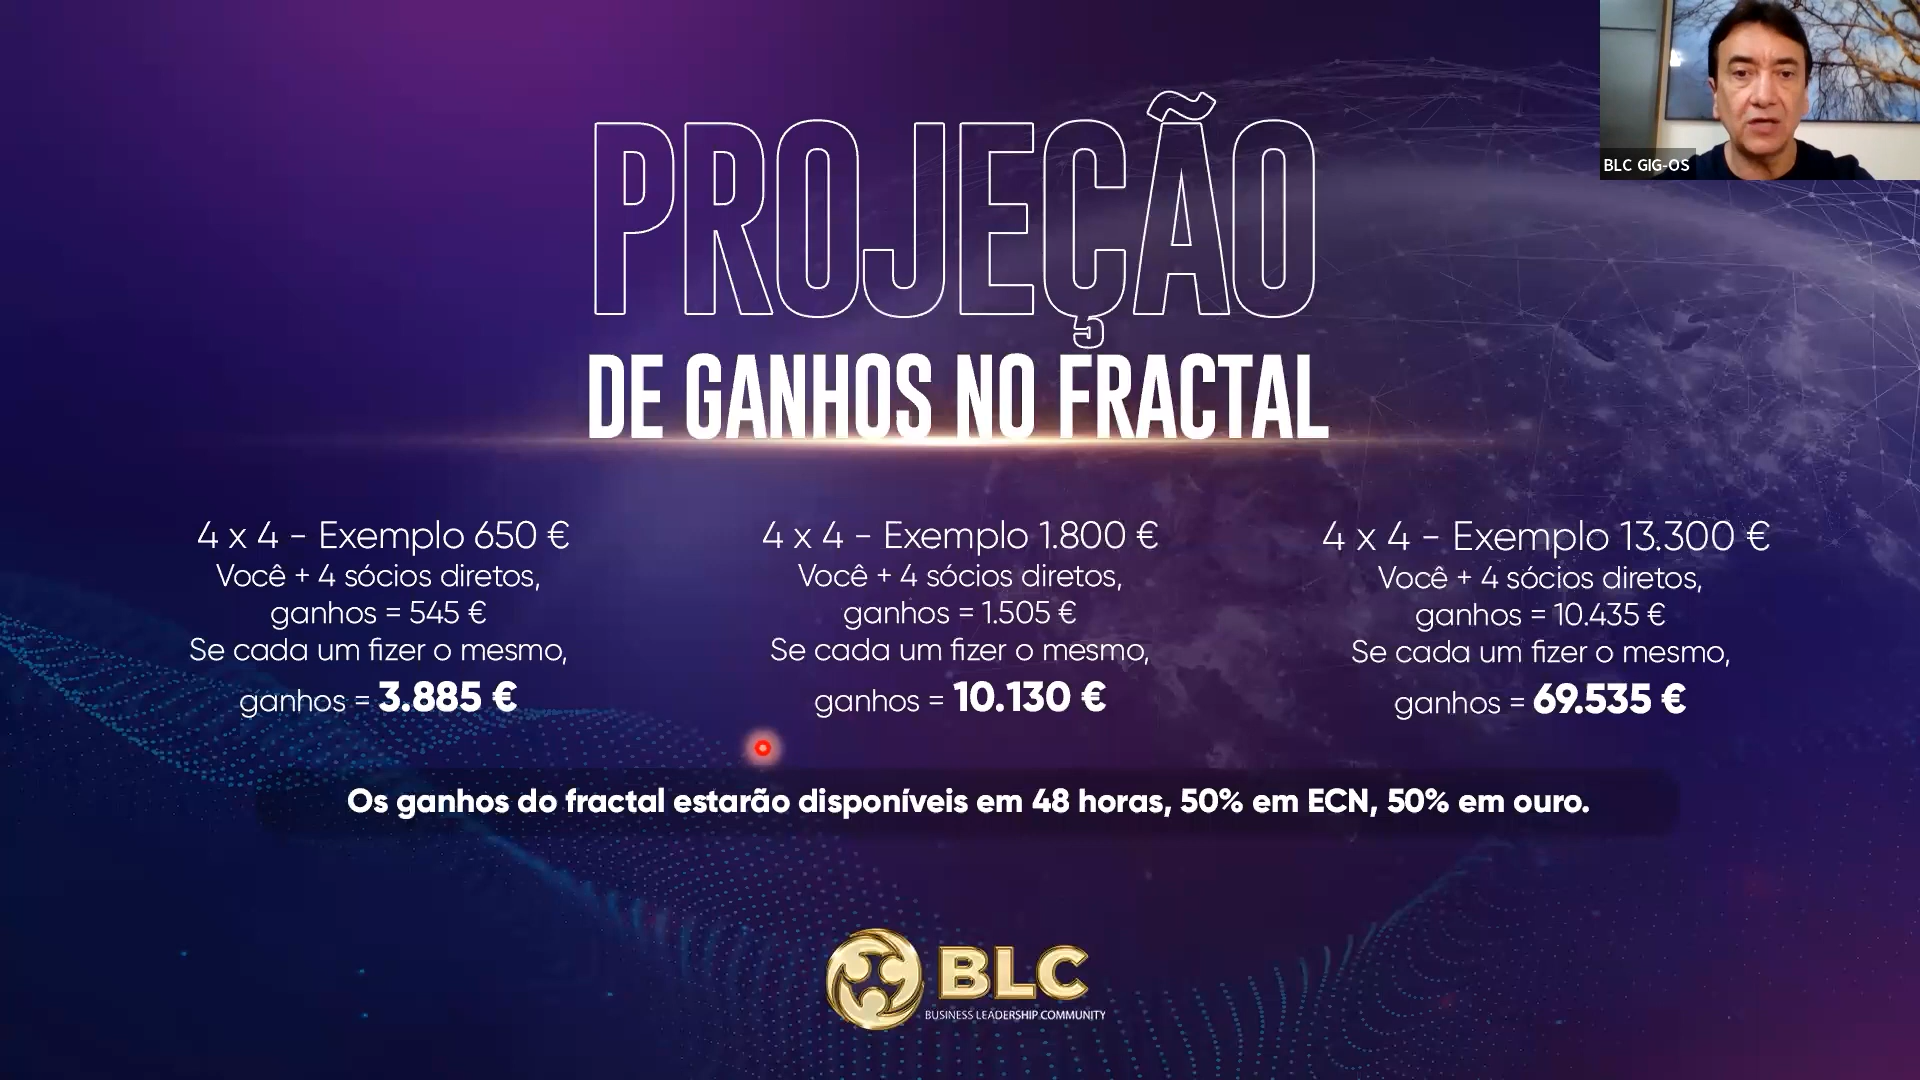 BLC GIG-OS
PROJEÇÃO
DE GANHOS NO FRACTAL
4 x 4 - Exemplo 650 €
Você + 4 sócios diretos,
ganhos = 545 €
Se cada um fizer o mesmo,
ganhos = 3.885 €
4 x 4 - Exemplo 1.800 €
Você + 4 sócios diretos,
ganhos = 1.505 €
Se cada um fizer o mesmo,
ganhos = 10.130 €
4 x 4 - Exemplo 13.300 €
Você + 4 sócios diretos,
ganhos = 10.435 €
Se cada um fizer o mesmo,
ganhos = 69.535 €
Os ganhos do fractal estarão disponíveis em 48 horas, 50% em ECN, 50% em ouro.
BLC
BUSINESS LEADERSHIP COMMUNITY